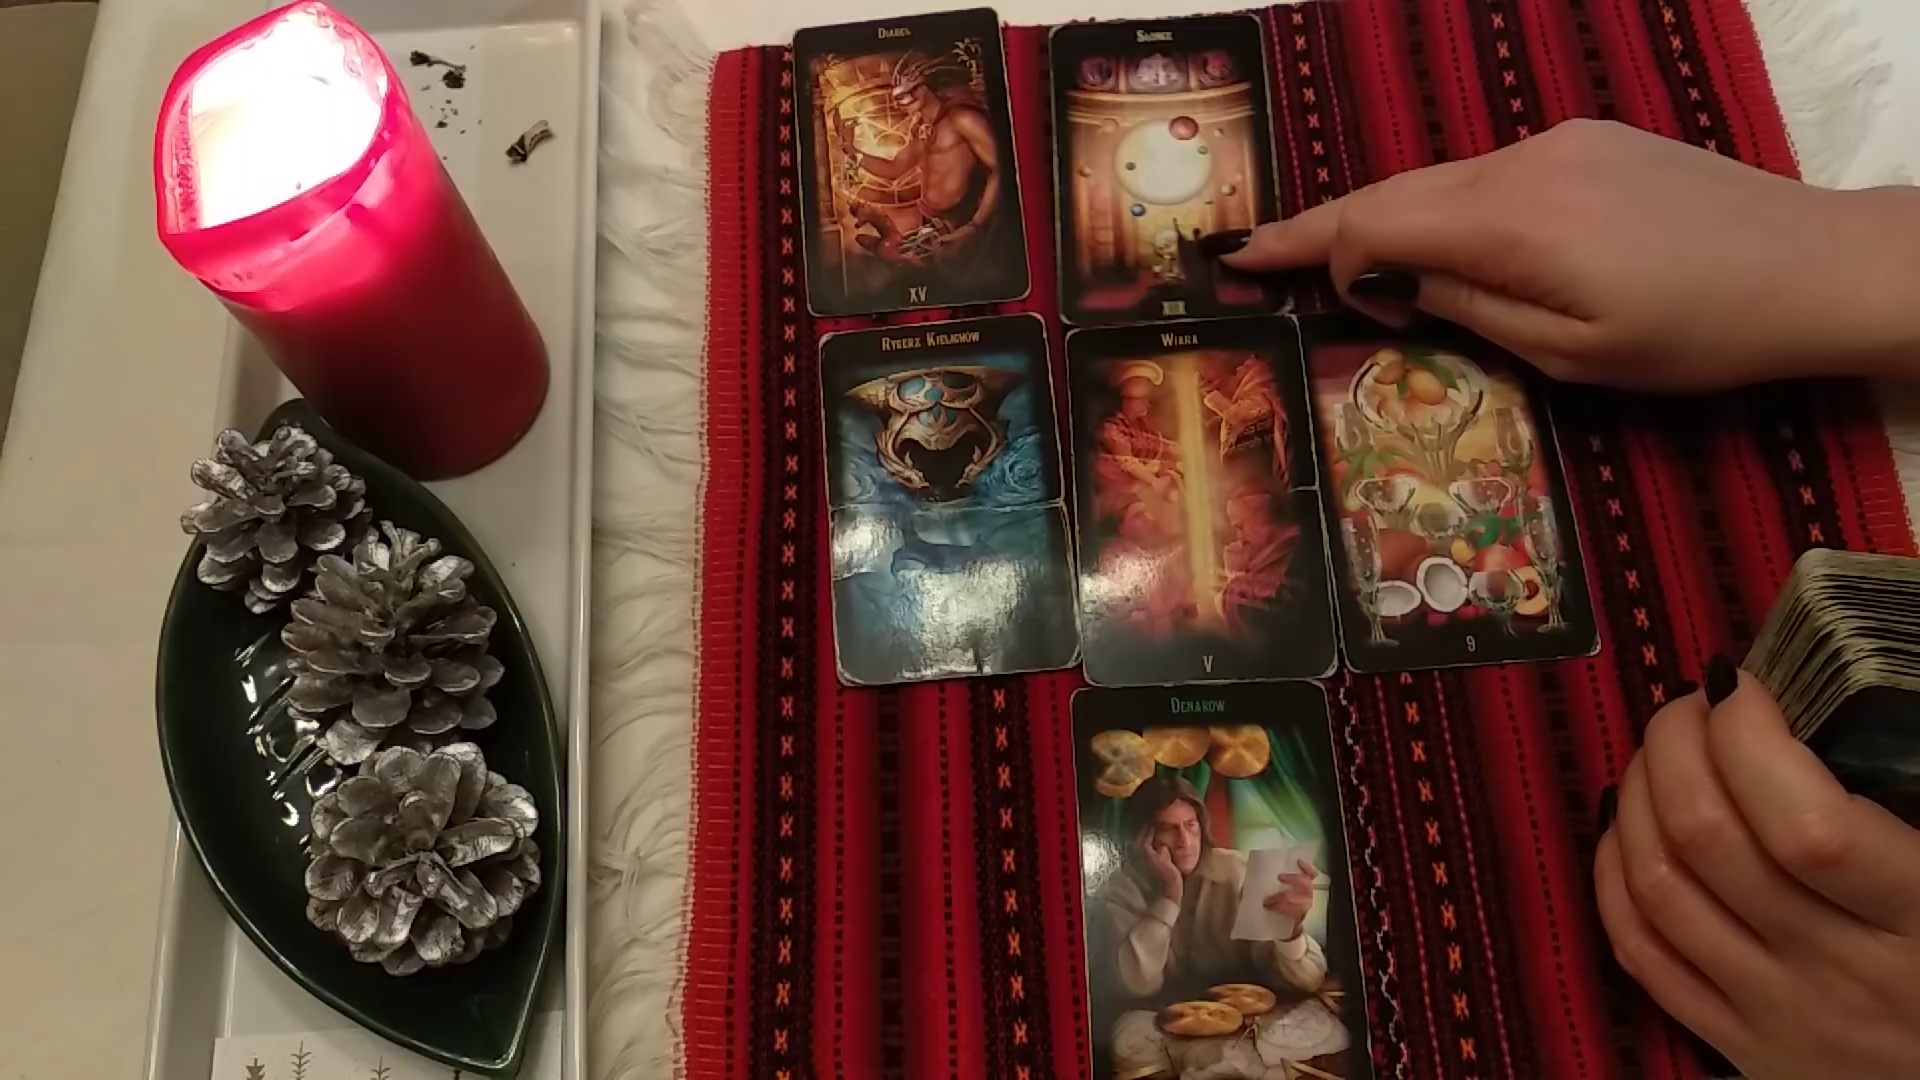 DIABEŁ
SŁOŃCE
XV
RYCERZ KIELICHÓW
WIARA
V
9
DENARÓW